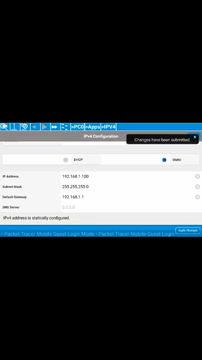 >PC0>Apps>IPV4
IPv4 Configuration
Changes have been submitted.
DHCP
Static
IP Address
192.168.1.100
Subnet Mask
255.255.255.0
Default Gateway
192.168.1.1
DNS Server
0.0.0.0
IPv4 address is statically configured.
- Packet Tracer Mobile Guest Login Mode - Packet Tracer Mobile Guest Logi